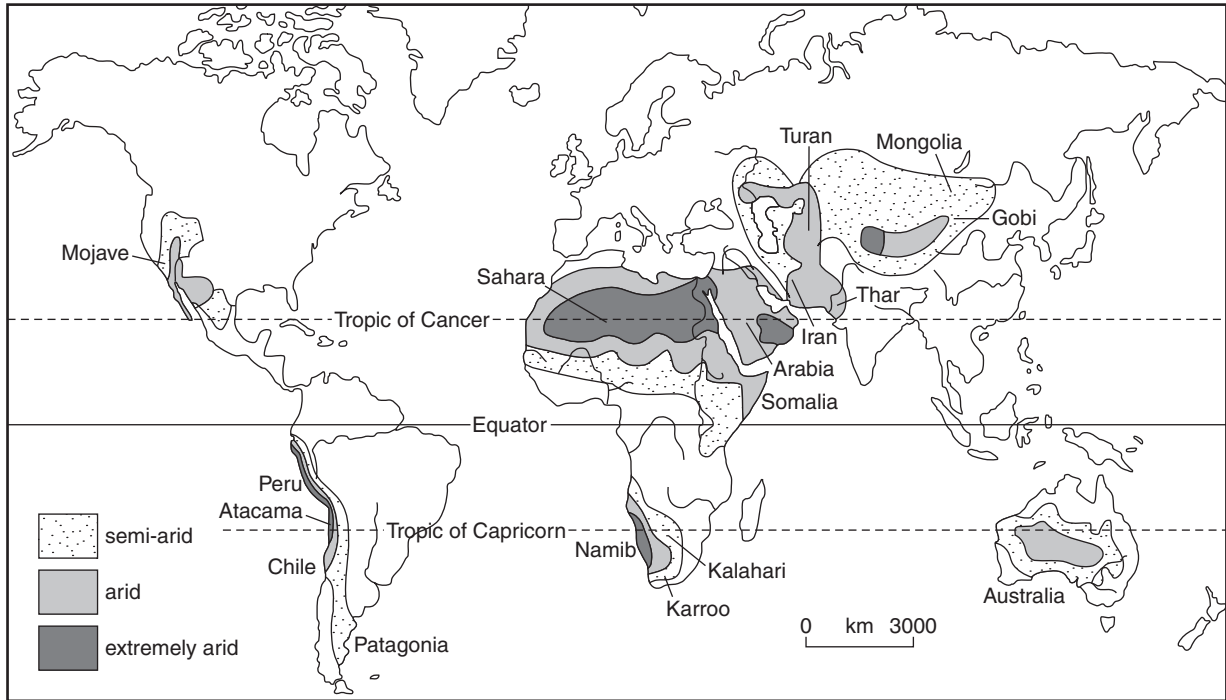 Turan
Mongolia
Gobi
Mojave
Sahara
Thar
Tropic of Cancer
Iran
Arabia
Somalia
Equator
Peru
Atacama
Tropic of Capricorn
semi-arid
Namib
Chile
Kalahari
arid
Australia
Karroo
0 km 3000
extremely arid
Patagonia